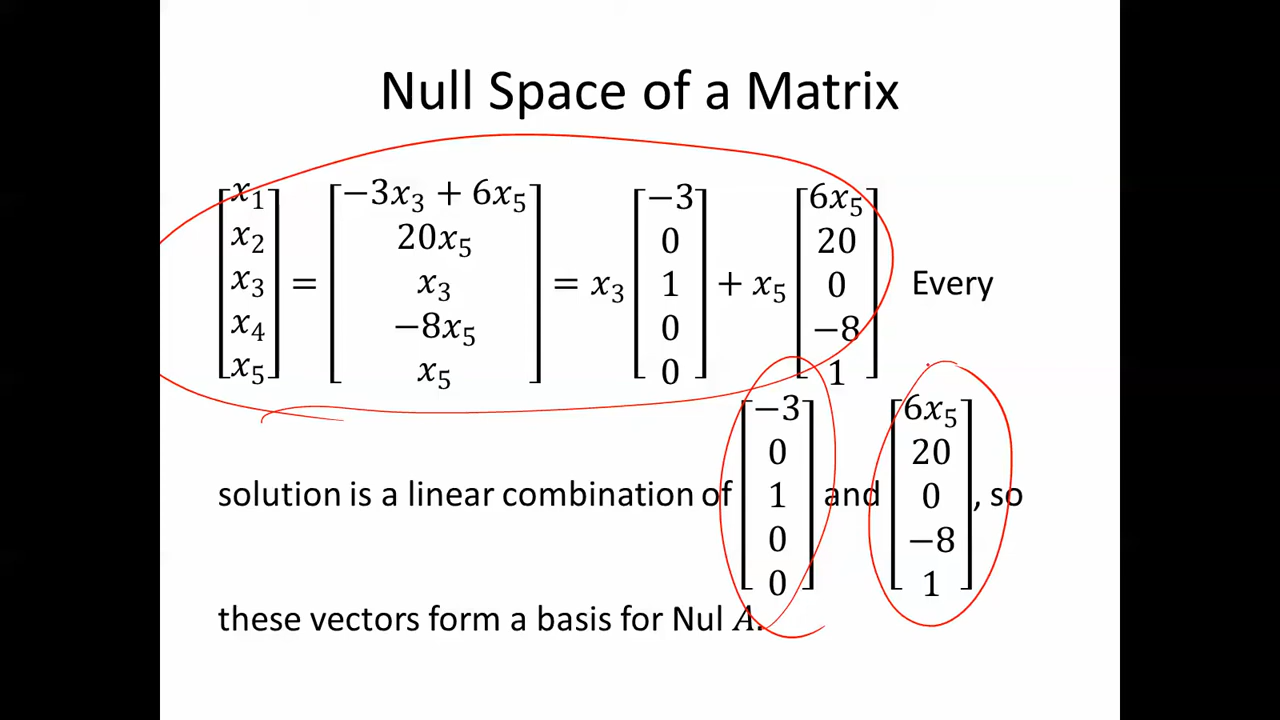 Null Space of a Matrix
[x₁ x₂ x₃ x₄ x₅] = [−3x₃ + 6x₅ 20x₅ x₃ −8x₅ x₅] = x₃ [−3 0 1 0 0] + x₅ [6x₅ 20 0 −8 1] Every
solution is a linear combination of [−3 0 1 0 0] and [6x₅ 20 0 −8 1], so
these vectors form a basis for Nul A.